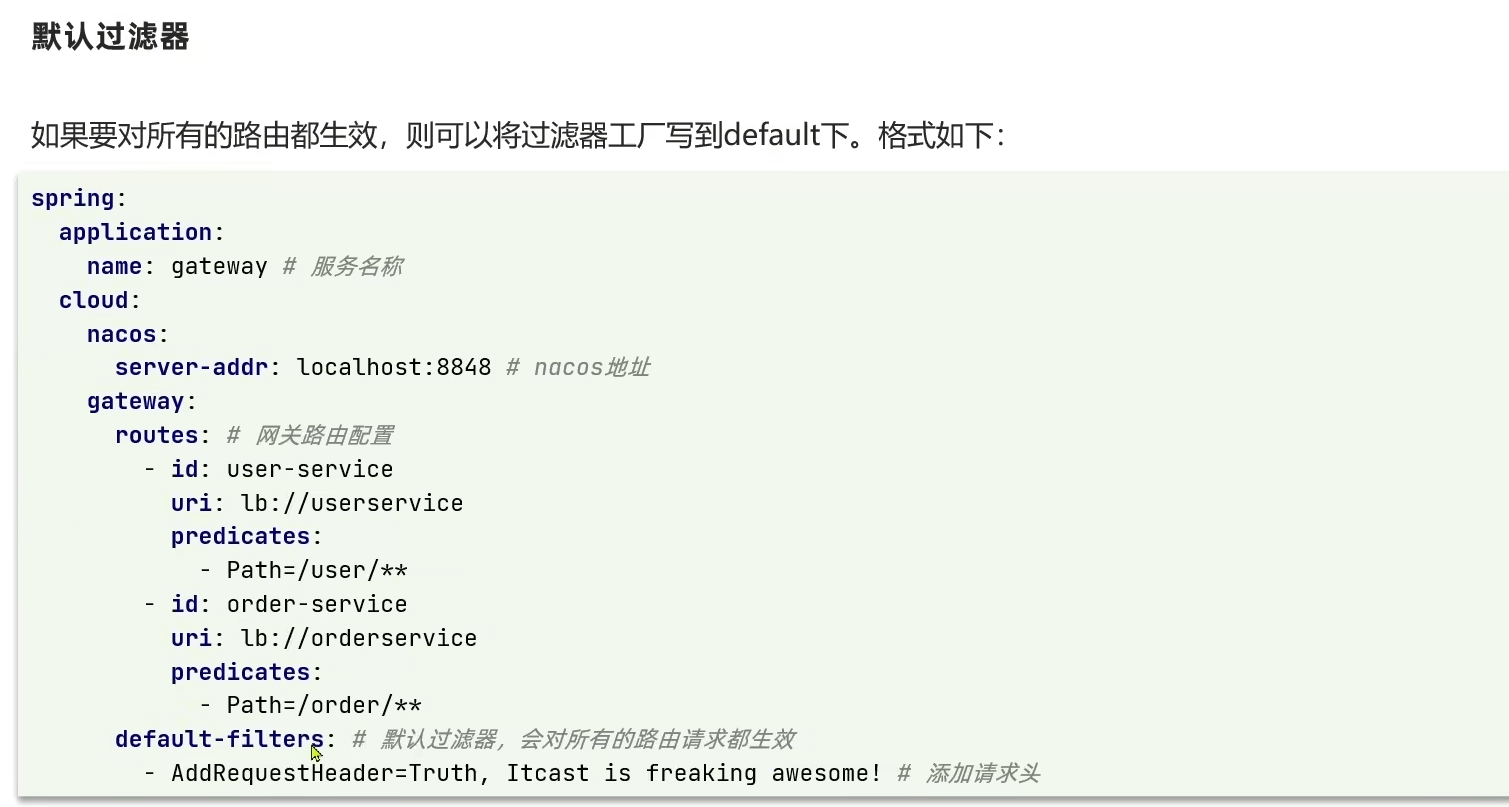 默认过滤器
如果要对所有的路由都生效，则可以将过滤器工厂写到default下。格式如下：
spring:
  application:
    name: gateway # 服务名称
  cloud:
    nacos:
      server-addr: localhost:8848 # nacos地址
    gateway:
      routes: # 网关路由配置
        - id: user-service
          uri: lb://userservice
          predicates:
            - Path=/user/**
        - id: order-service
          uri: lb://orderservice
          predicates:
            - Path=/order/**
      default-filters: # 默认过滤器，会对所有的路由请求都生效
        - AddRequestHeader=Truth, Itcast is freaking awesome! # 添加请求头